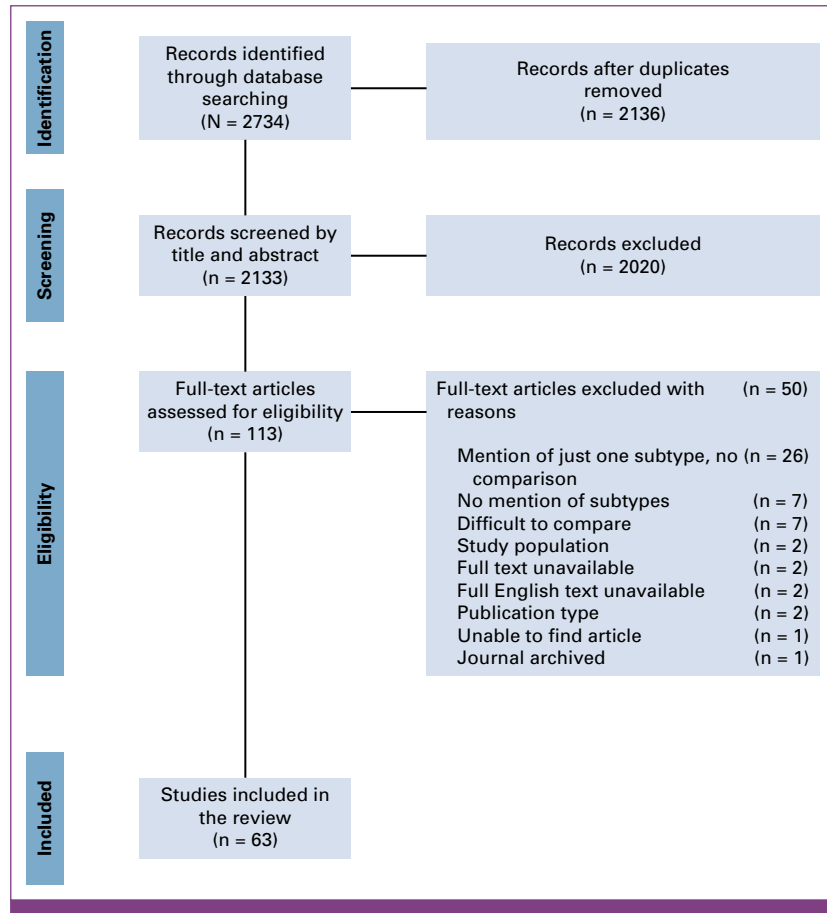 Identification
Records identified
through database
searching
(N = 2734)
Records after duplicates
removed
(n = 2136)
Screening
Records screened by
title and abstract
(n = 2133)
Records excluded
(n = 2020)
Eligibility
Full-text articles
assessed for eligibility
(n = 113)
Full-text articles excluded with (n = 50)
reasons
Mention of just one subtype, no (n = 26)
comparison
No mention of subtypes (n = 7)
Difficult to compare (n = 7)
Study population (n = 2)
Full text unavailable (n = 2)
Full English text unavailable (n = 2)
Publication type (n = 2)
Unable to find article (n = 1)
Journal archived (n = 1)
Included
Studies included in
the review
(n = 63)